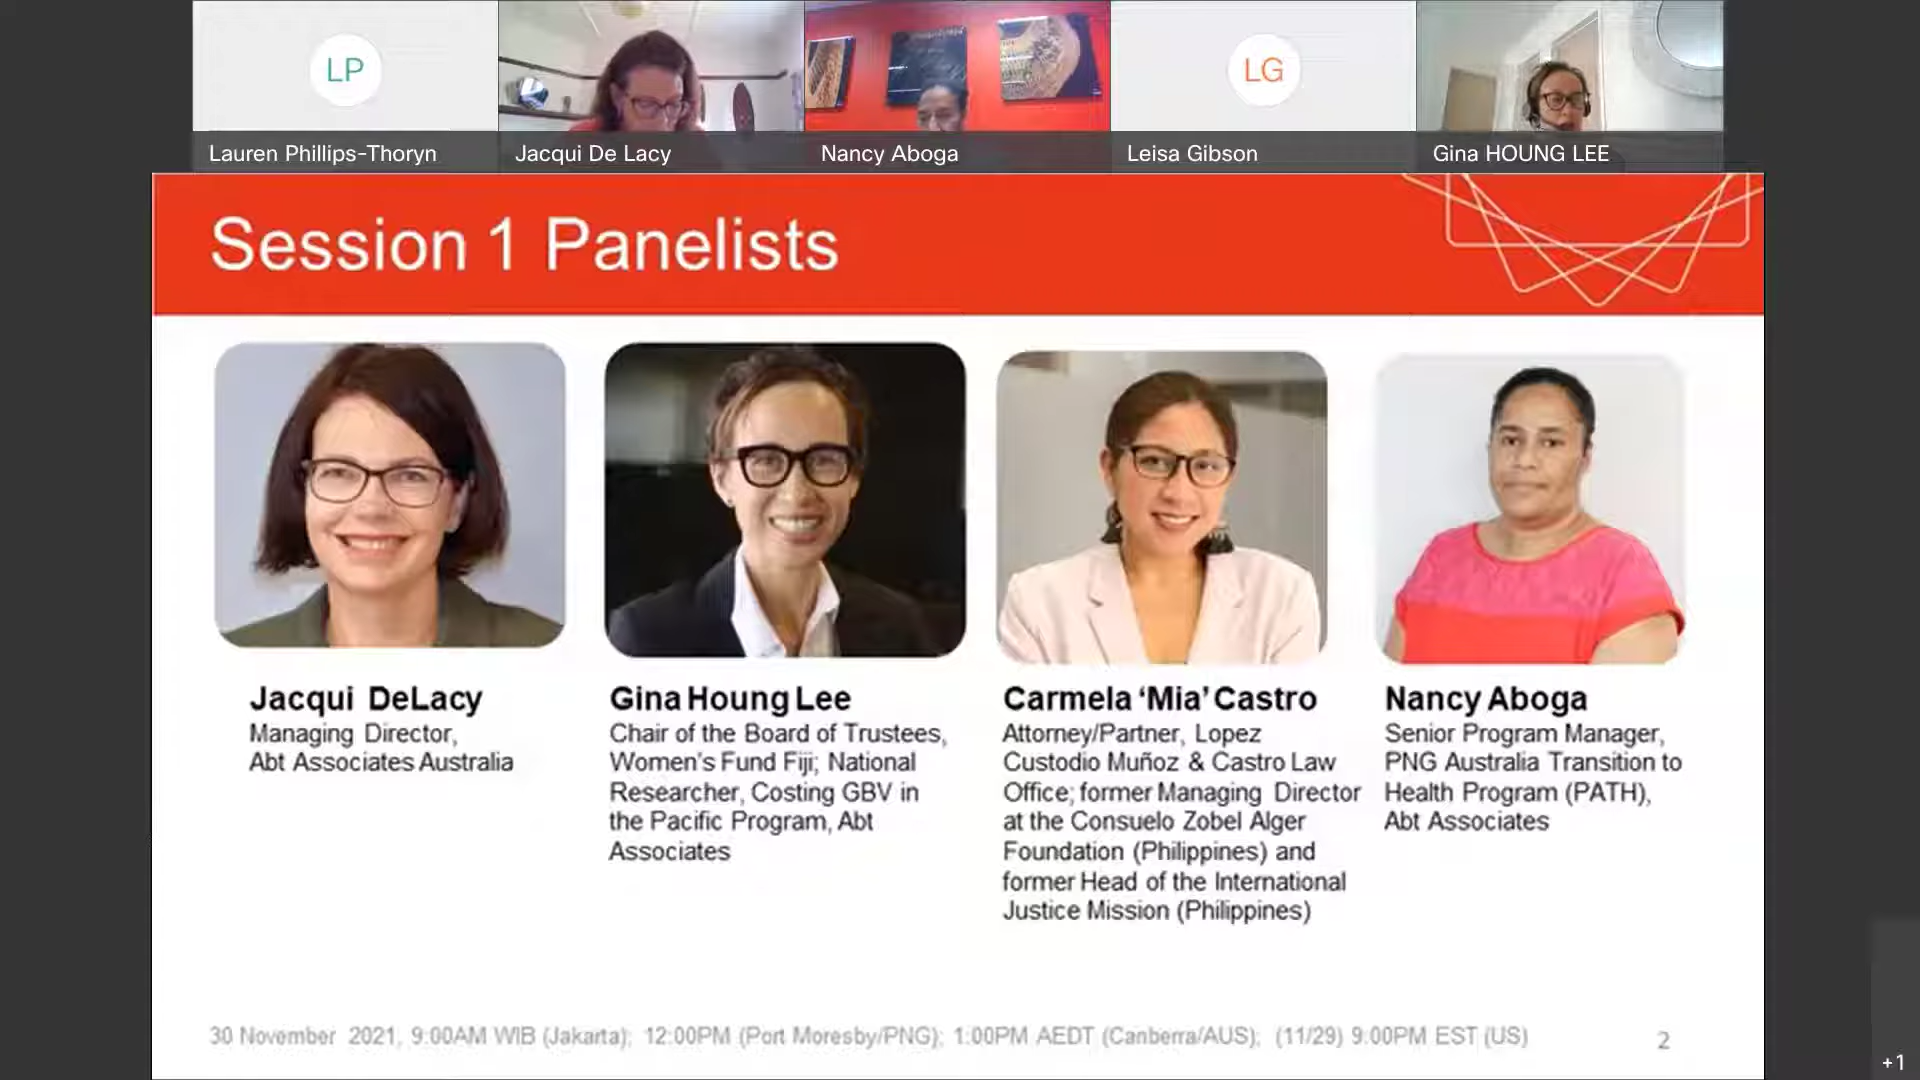 LP
LG
Lauren Phillips-Thoryn
Jacqui De Lacy
Nancy Aboga
Leisa Gibson
Gina HOUNG LEE
Session 1 Panelists
Jacqui DeLacy
Managing Director,
Abt Associates Australia
Gina Houng Lee
Chair of the Board of Trustees,
Women's Fund Fiji; National
Researcher, Costing GBV in
the Pacific Program, Abt
Associates
Carmela ‘Mia’ Castro
Attorney/Partner, Lopez
Custodio Muñoz & Castro Law
Office; former Managing Director
at the Consuelo Zobel Alger
Foundation (Philippines) and
former Head of the International
Justice Mission (Philippines)
Nancy Aboga
Senior Program Manager,
PNG Australia Transition to
Health Program (PATH),
Abt Associates
30 November 2021, 9:00AM WIB (Jakarta); 12:00PM (Port Moresby/PNG); 1:00PM AEDT (Canberra/AUS); (11/29) 9:00PM EST (US)
2
+1